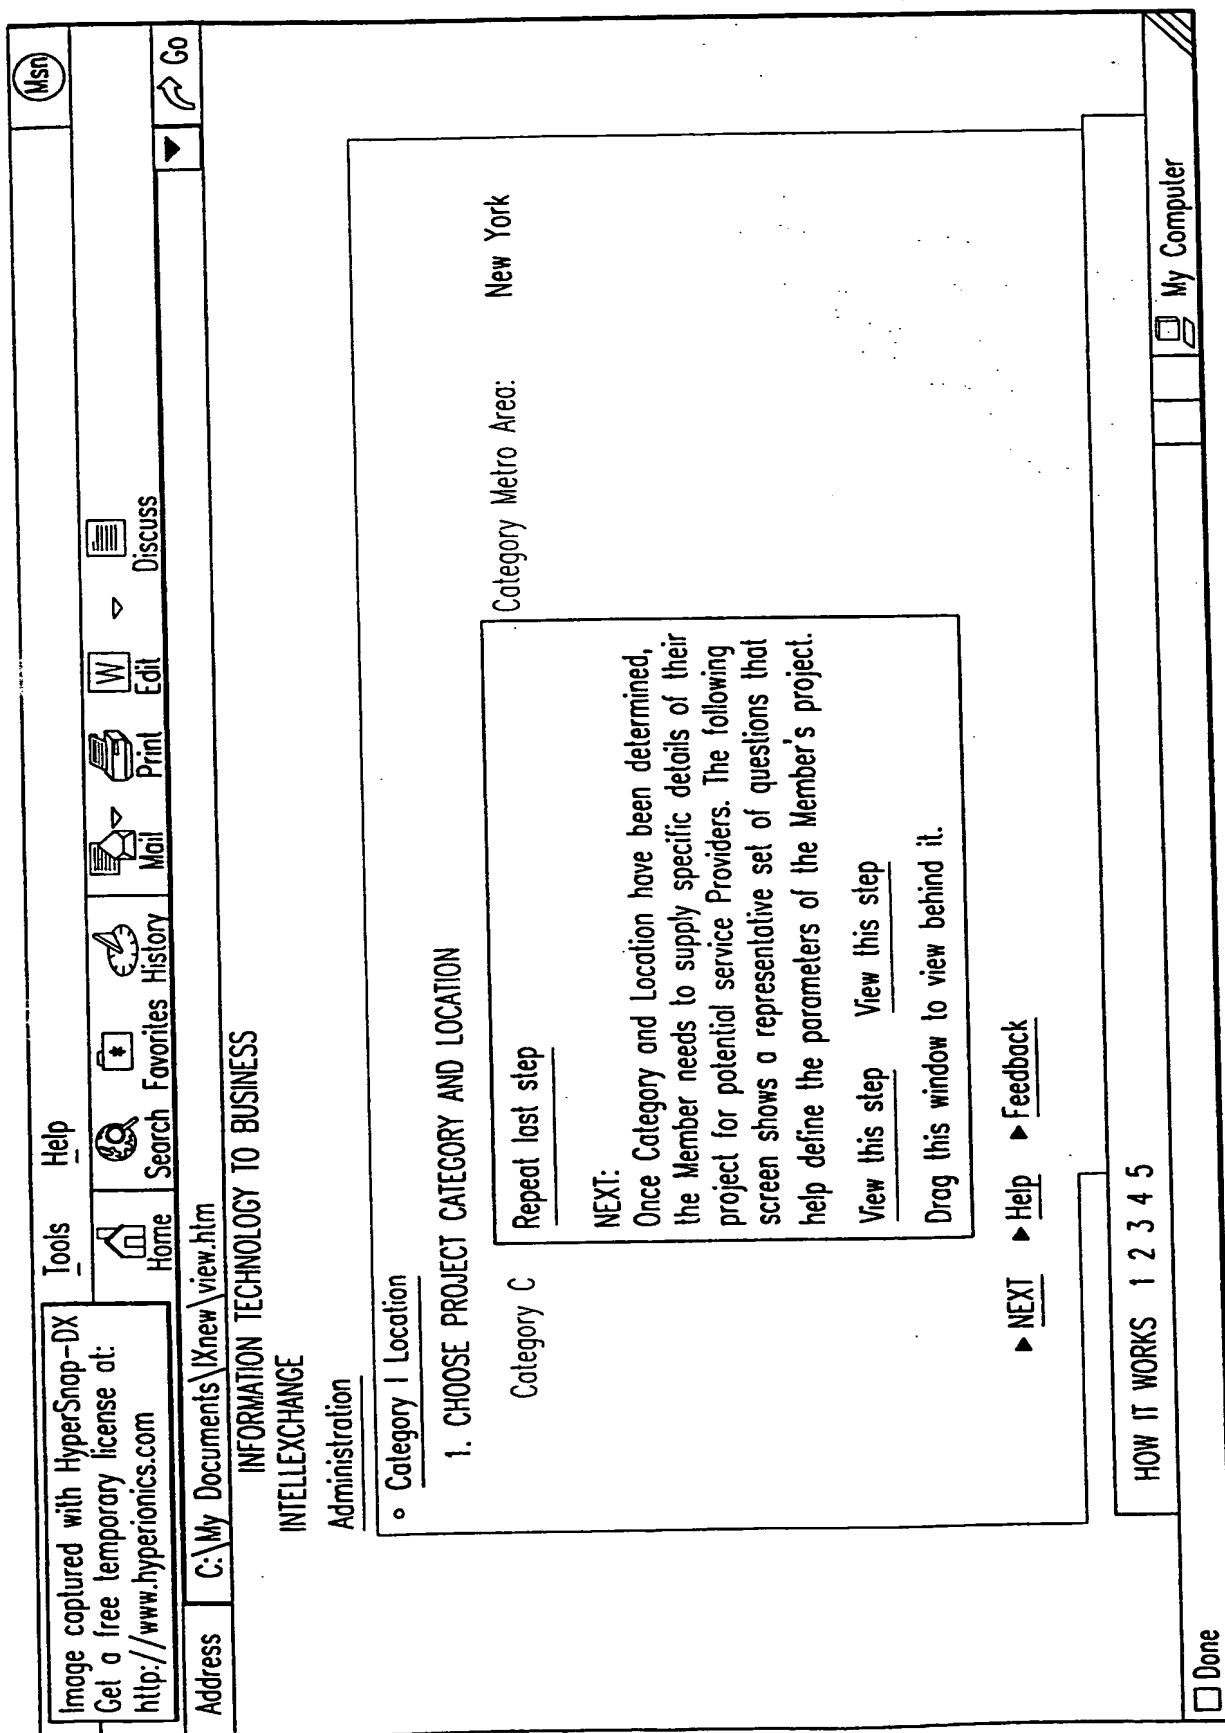 Image captured with HyperSnap-DX
Get a free temporary license at:
http://www.hyperionics.com
Tools Help
Msn
Home Search Favorites History Mail Print Edit Discuss
W
Address C:\My Documents\IXnew\view.htm Go
INFORMATION TECHNOLOGY TO BUSINESS
INTELLEXCHANGE
Administration
Category | Location
1. CHOOSE PROJECT CATEGORY AND LOCATION
Category C
Category Metro Area: New York
Repeat last step
NEXT:
Once Category and Location have been determined,
the Member needs to supply specific details of their
project for potential service Providers. The following
screen shows a representative set of questions that
help define the parameters of the Member's project.
View this step View this step
Drag this window to view behind it.
NEXT Help Feedback
HOW IT WORKS 1 2 3 4 5
Done My Computer